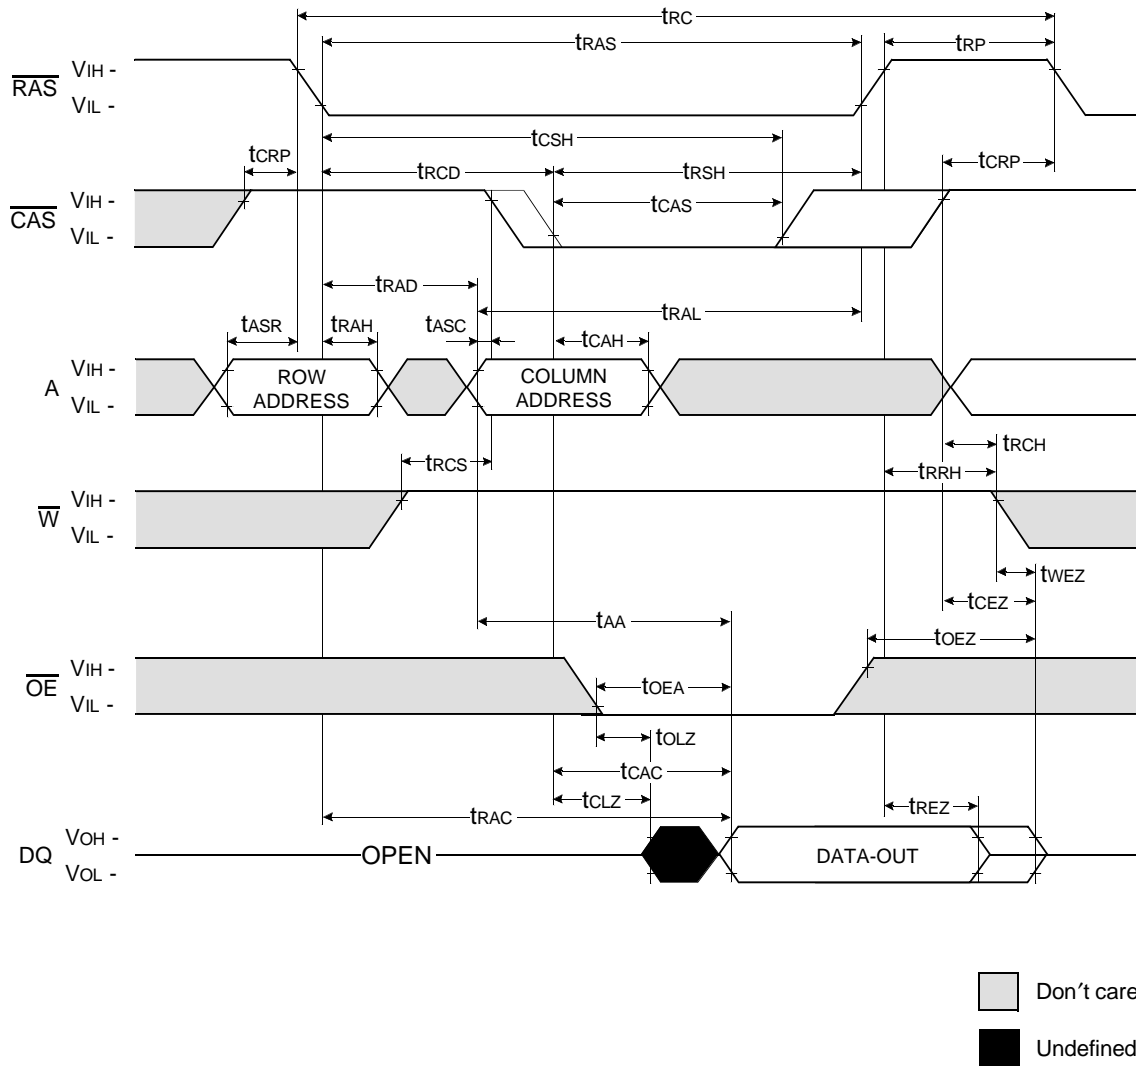 tRC
tRAS tRP
RAS VIH -
VIL -
tCSH
tCRP tRCD tRSH tCRP
CAS VIH - tCAS
VIL -
tRAD
tRAL
tASR tRAH tASC tCAH
A VIH - ROW ADDRESS COLUMN ADDRESS
VIL -
tRCH
tRCS tRRH
W VIH -
VIL -
tWEZ
tCEZ
tAA
tOEZ
OE VIH -
VIL - tOEA
tOLZ
tCAC
tCLZ tREZ
tRAC
DQ VOH - OPEN DATA-OUT
VOL -
Don′t care
Undefined